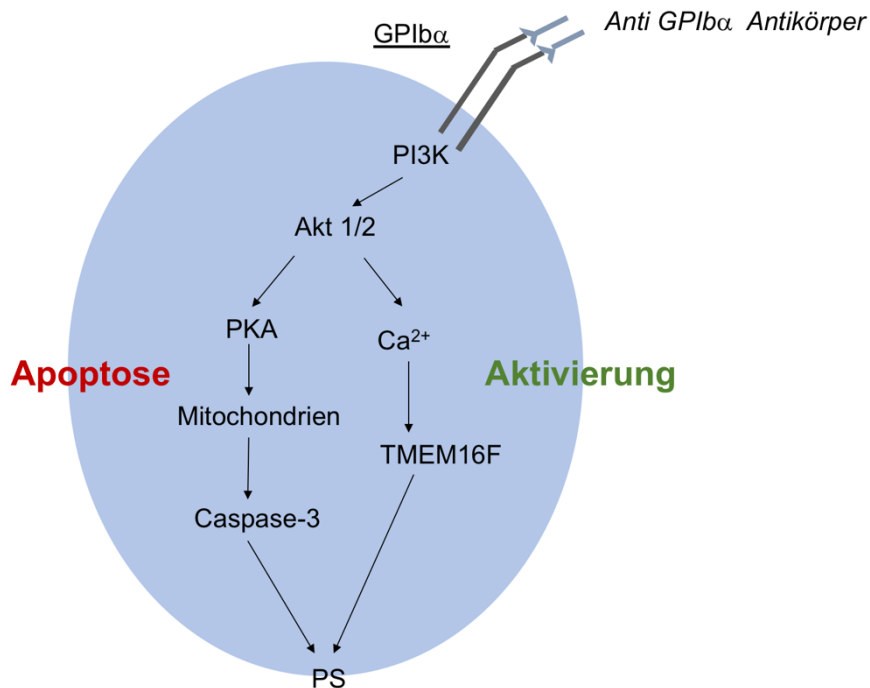 Anti GPIbα Antikörper
GPIbα
PI3K
Akt 1/2
PKA
Ca²⁺
Apoptose
Aktivierung
Mitochondrien
TMEM16F
Caspase-3
PS